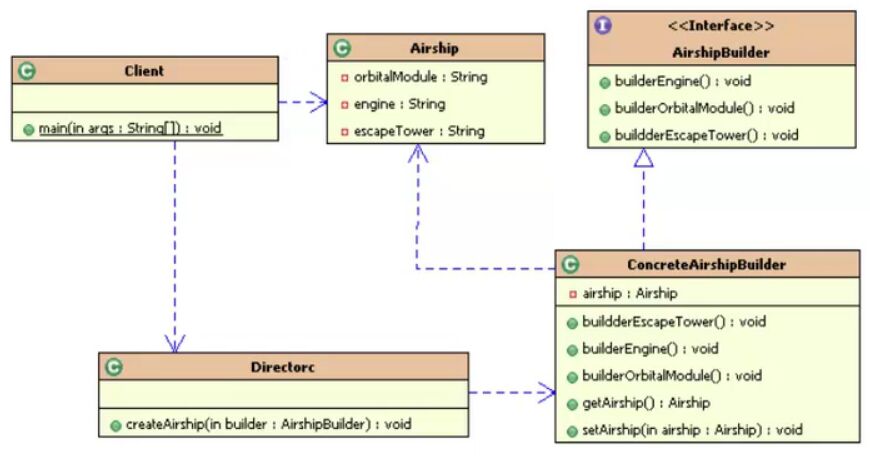 Client
main(in args : String[]) : void
Airship
orbitalModule : String
engine : String
escapeTower : String
<<Interface>>
AirshipBuilder
builderEngine() : void
builderOrbitalModule() : void
buildderEscapeTower() : void
ConcreteAirshipBuilder
airship : Airship
buildderEscapeTower() : void
builderEngine() : void
builderOrbitalModule() : void
getAirship() : Airship
setAirship(in airship : Airship) : void
Directorc
createAirship(in builder : AirshipBuilder) : void